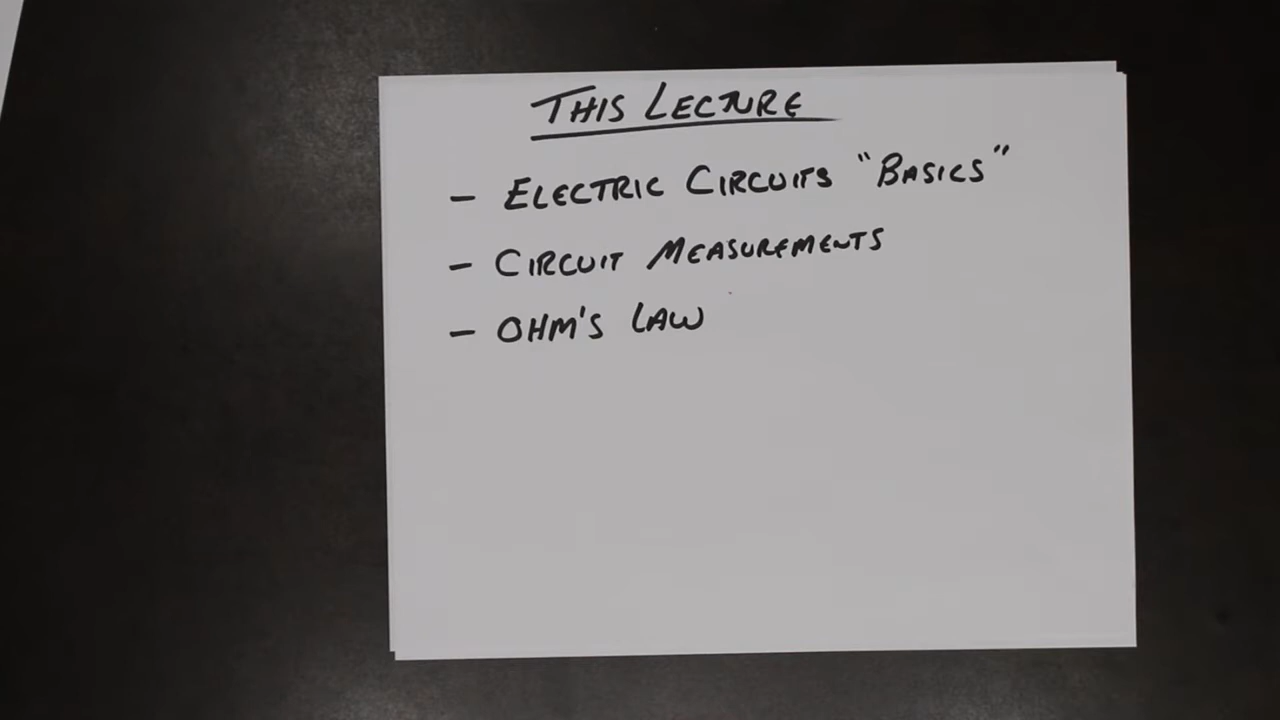 THIS LECTURE
- ELECTRIC CIRCUITS "BASICS"
- CIRCUIT MEASUREMENTS
- OHM'S LAW